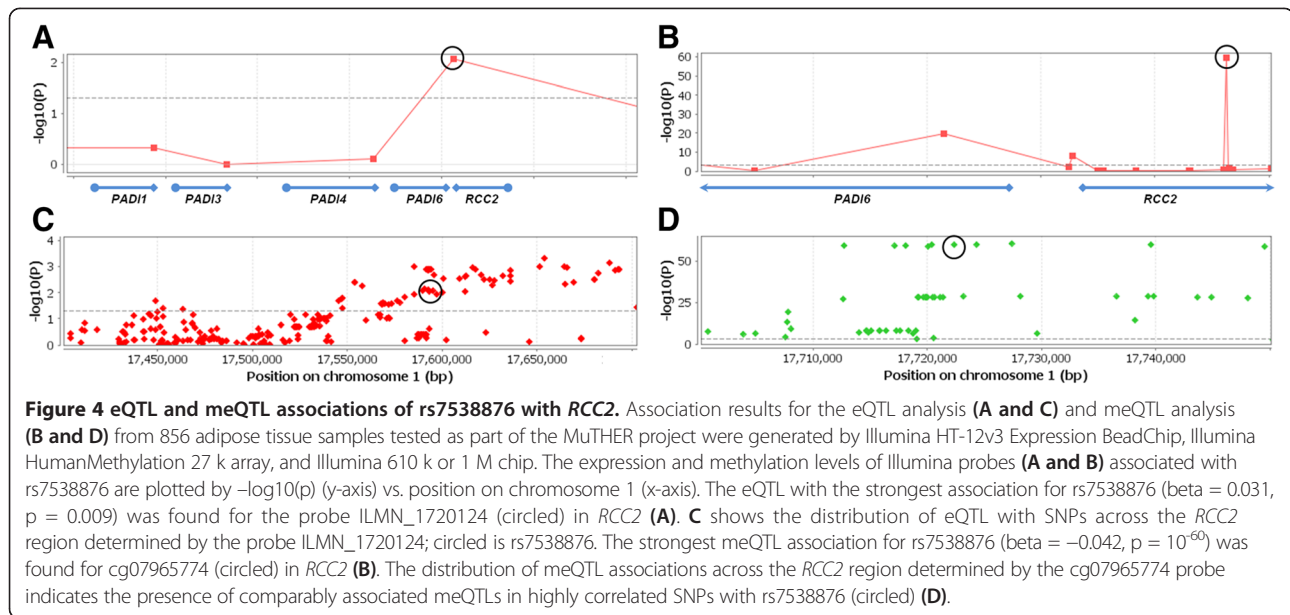 A
B
-log10(P)
2
1
0
PADI1
PADI3
PADI4
PADI6
RCC2
-log10(P)
60
50
40
30
20
10
0
PADI6
RCC2
C
D
-log10(P)
4
3
2
1
0
17,450,000
17,500,000
17,550,000
17,600,000
17,650,000
Position on chromosome 1 (bp)
-log10(P)
50
25
0
17,710,000
17,720,000
17,730,000
17,740,000
Position on chromosome 1 (bp)
Figure 4 eQTL and meQTL associations of rs7538876 with RCC2. Association results for the eQTL analysis (A and C) and meQTL analysis
(B and D) from 856 adipose tissue samples tested as part of the MuTHER project were generated by Illumina HT-12v3 Expression BeadChip, Illumina
HumanMethylation 27 k array, and Illumina 610 k or 1 M chip. The expression and methylation levels of Illumina probes (A and B) associated with
rs7538876 are plotted by –log10(p) (y-axis) vs. position on chromosome 1 (x-axis). The eQTL with the strongest association for rs7538876 (beta = 0.031,
p = 0.009) was found for the probe ILMN_1720124 (circled) in RCC2 (A). C shows the distribution of eQTL with SNPs across the RCC2
region determined by the probe ILMN_1720124; circled is rs7538876. The strongest meQTL association for rs7538876 (beta = −0.042, p = 10-60) was
found for cg07965774 (circled) in RCC2 (B). The distribution of meQTL associations across the RCC2 region determined by the cg07965774 probe
indicates the presence of comparably associated meQTLs in highly correlated SNPs with rs7538876 (circled) (D).